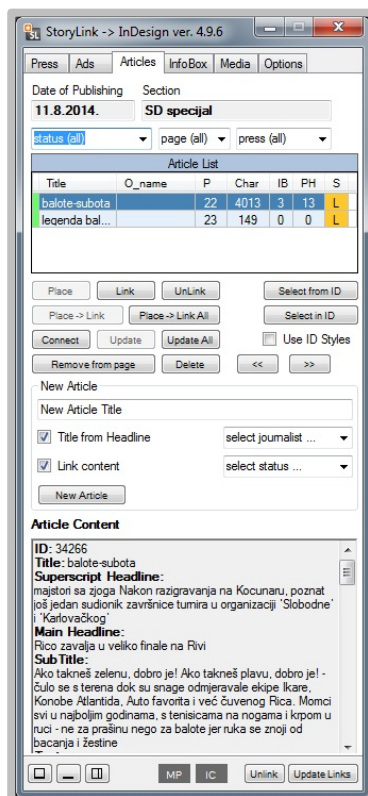 StoryLink -> InDesign ver. 4.9.6
Press Ads Articles InfoBox Media Options
Date of Publishing Section
11.8.2014. SD specijal
status (all) page (all) press (all)
Article List
Title O_name P Char IB PH S
balote-subota 22 4013 3 13 L
legenda bal... 23 149 0 0 L
Place Link UnLink Select from ID
Place -> Link Place -> Link All Select in ID
Connect Update Update All Use ID Styles
Remove from page Delete << >>
New Article
New Article Title
Title from Headline select journalist ...
Link content select status ...
New Article
Article Content
ID: 34266
Title: balote-subota
Superscript Headline:
majstori sa zjoga Nakon razigravanja na Kocunaru, poznat
još jedan sudionik završnice turnira u organizaciji 'Slobodne'
i 'Karlovačkog'
Main Headline:
Rico zavalja u veliko finale na Rivi
SubTitle:
Ako takneš zelenu, dobro je! Ako takneš plavu, dobro je! -
čulo se s terena dok su snage odmjeravale ekipe Ikare,
Konobe Atlantida, Auto favorita i već čuvenog Rica. Momci
svi u najboljim godinama, s tenisicama na nogama i krpom u
ruci - ne za prašinu nego za balote jer ruka se znoji od
bacanja i žestine
MP IC Unlink Update Links